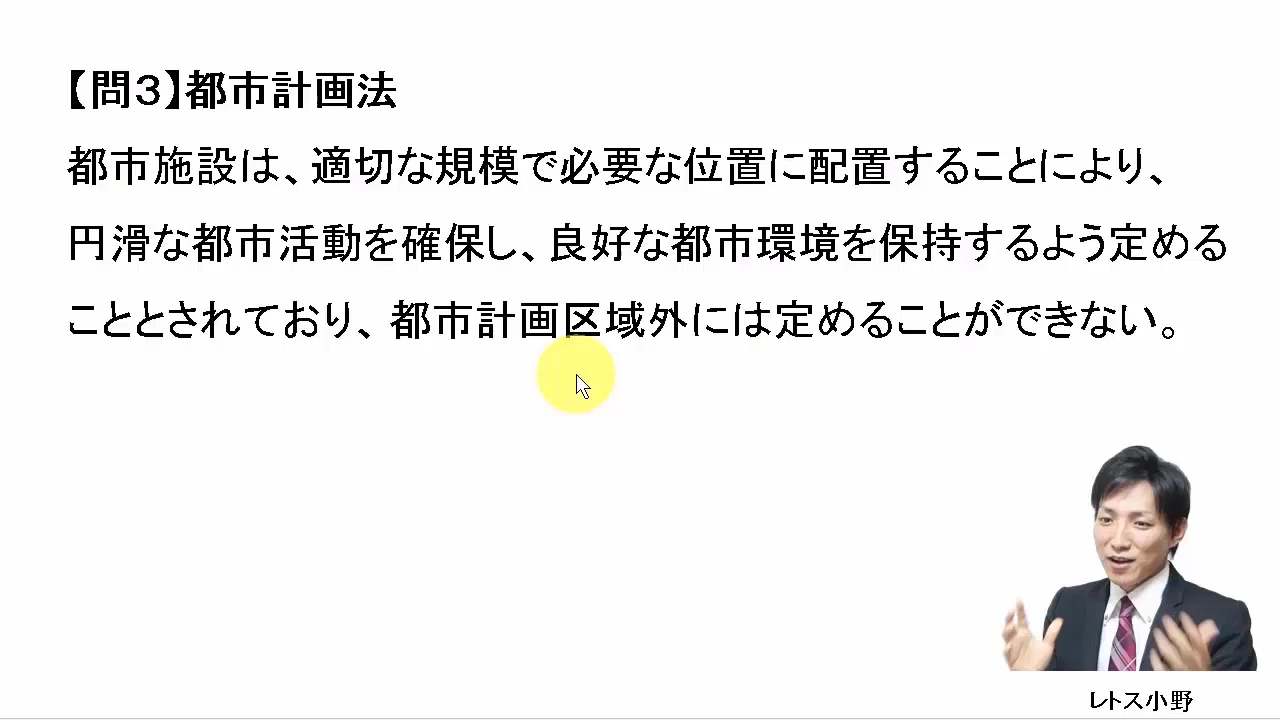 【問3】都市計画法
都市施設は、適切な規模で必要な位置に配置することにより、
円滑な都市活動を確保し、良好な都市環境を保持するよう定める
こととされており、都市計画区域外には定めることができない。
レトス小野